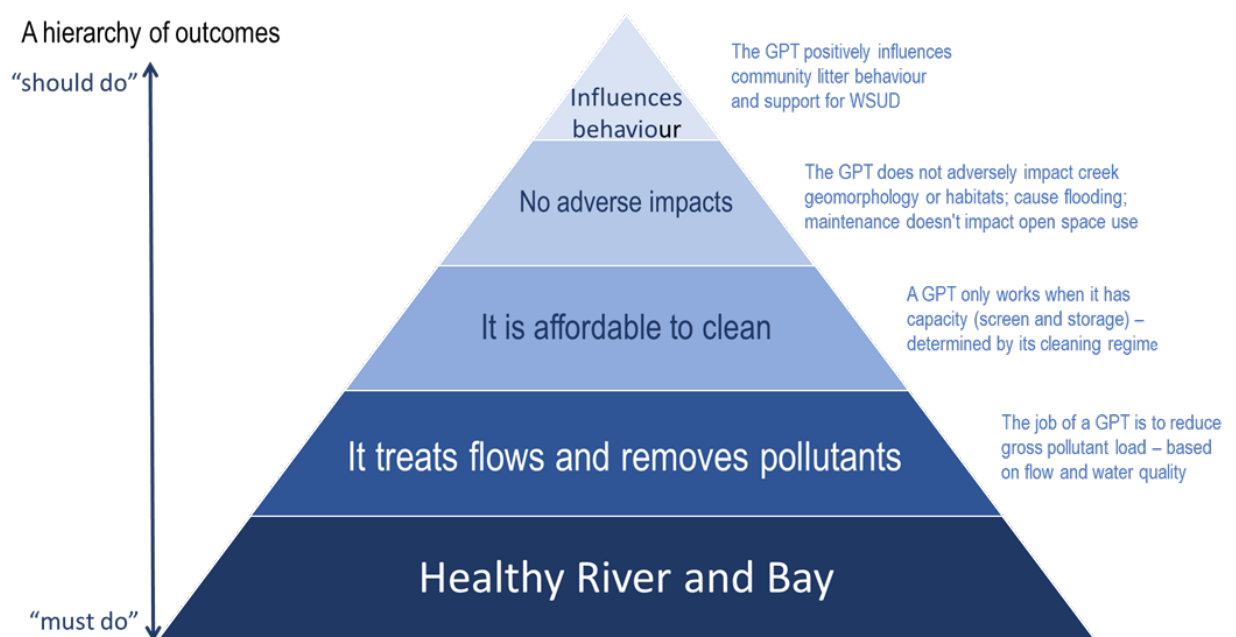 A hierarchy of outcomes
“should do”
Influences
behaviour
The GPT positively influences
community litter behaviour
and support for WSUD
No adverse impacts
The GPT does not adversely impact creek
geomorphology or habitats; cause flooding;
maintenance doesn't impact open space use
It is affordable to clean
A GPT only works when it has
capacity (screen and storage) –
determined by its cleaning regime
It treats flows and removes pollutants
The job of a GPT is to reduce
gross pollutant load – based
on flow and water quality
Healthy River and Bay
“must do”